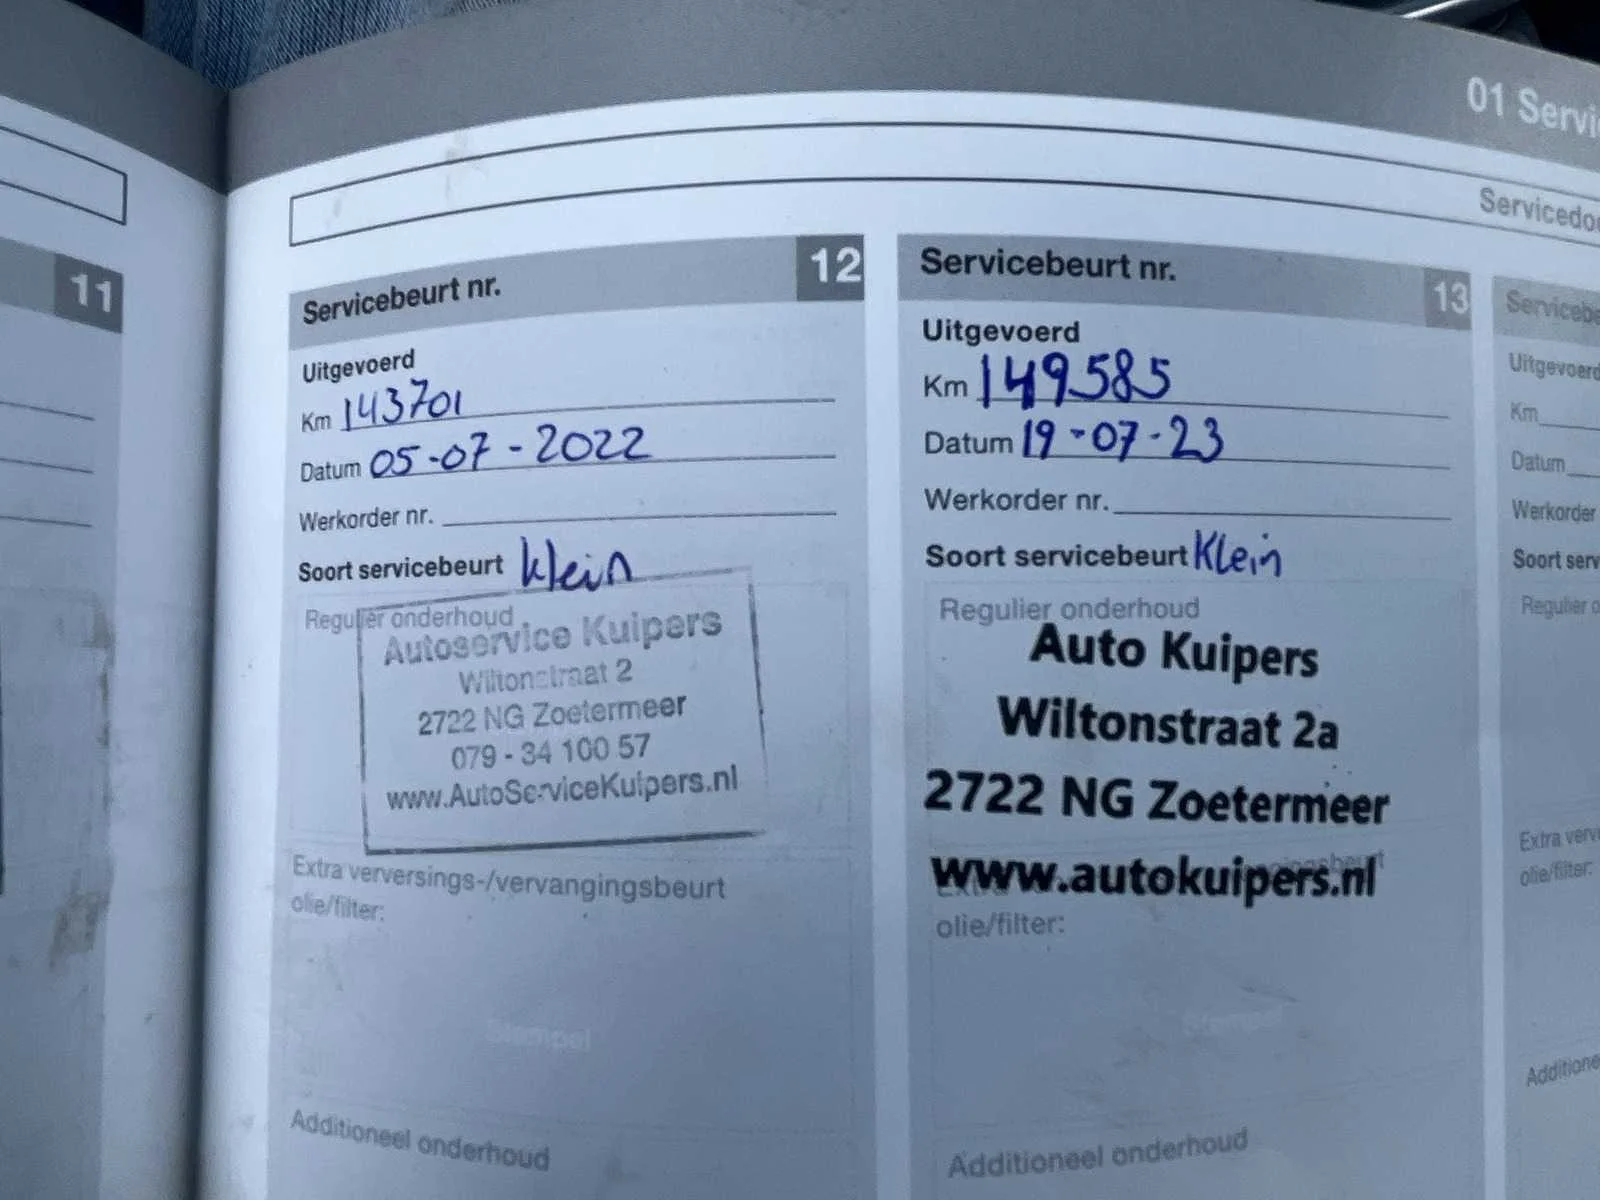 01 Servi
Servicedo
11
Servicebeurt nr. 12
Uitgevoerd
Km 143701
Datum 05-07-2022
Werkorder nr.
Soort servicebeurt klein
Regulier onderhoud
Autoservice Kuipers
Wiltonstraat 2
2722 NG Zoetermeer
079 - 34 100 57
www.AutoServiceKuipers.nl
Extra verversings-/vervangingsbeurt
olie/filter:
Stempel
Additioneel onderhoud
Servicebeurt nr. 13
Uitgevoerd
Km 149585
Datum 19-07-23
Werkorder nr.
Soort servicebeurt Klein
Regulier onderhoud
Auto Kuipers
Wiltonstraat 2a
2722 NG Zoetermeer
www.autokuipers.nl
olie/filter:
Stempel
Additioneel onderhoud
Servicebe
Uitgevoerd
Km
Datum
Werkorder
Soort serv
Regulier o
Extra verv
olie/filter:
Additione